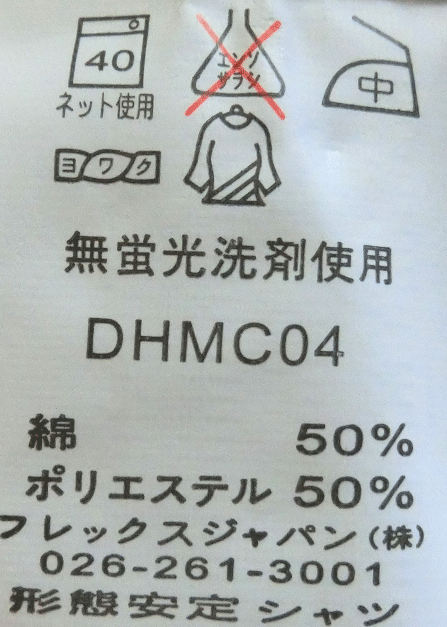 40
エンソ
サラシ
中
ネット使用
ヨワク
無蛍光洗剤使用
DHMC04
綿 50%
ポリエステル 50%
フレックスジャパン(株)
026-261-3001
形態安定シャツ